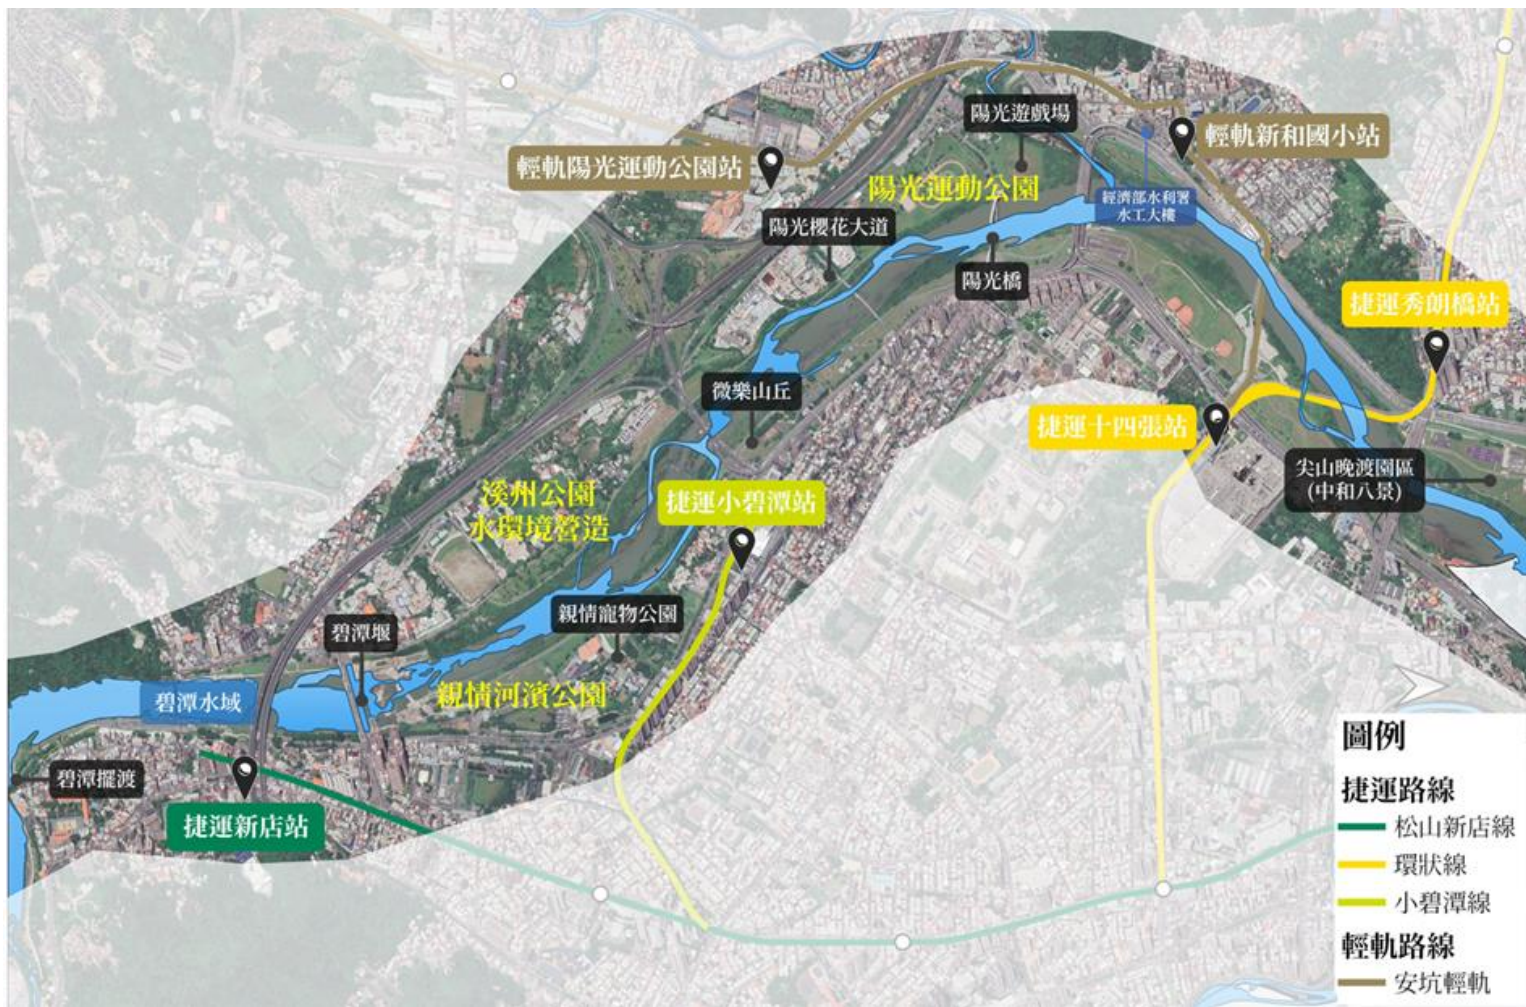 陽光遊戲場
輕軌新和國小站
輕軌陽光運動公園站
陽光運動公園
經濟部水利署
水工大樓
陽光櫻花大道
陽光橋
捷運秀朗橋站
微樂山丘
捷運十四張站
尖山晚渡園區
(中和八景)
溪州公園
水環境營造
捷運小碧潭站
親情寵物公園
碧潭堰
親情河濱公園
碧潭水域
碧潭擺渡
捷運新店站
圖例
捷運路線
松山新店線
環狀線
小碧潭線
輕軌路線
安坑輕軌